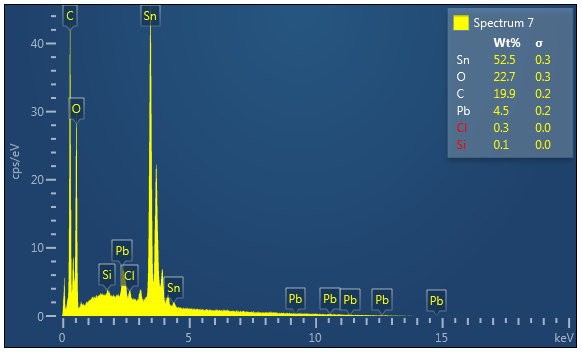 Spectrum 7
Wt% σ
Sn 52.5 0.3
O 22.7 0.3
C 19.9 0.2
Pb 4.5 0.2
Cl 0.3 0.0
Si 0.1 0.0
C Sn
O
Pb
Si Cl
Sn
Pb Pb Pb Pb Pb
cps/eV
40
30
20
10
0
0 5 10 15 keV